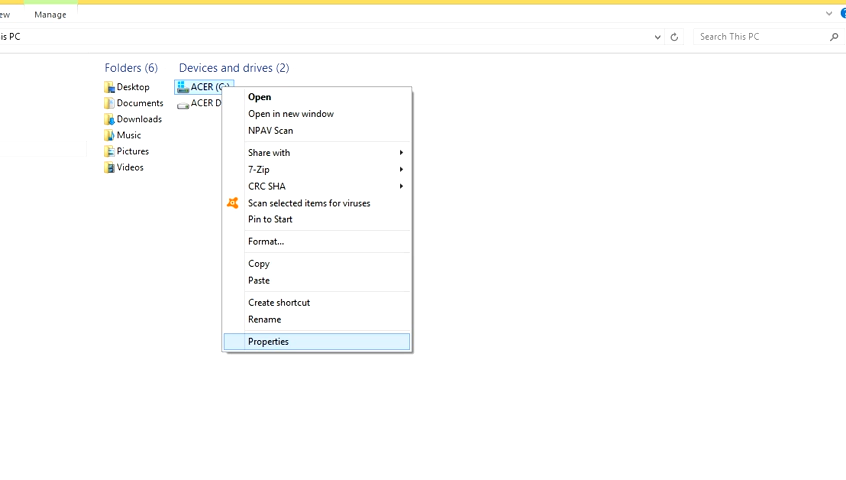 ew Manage
is PC Search This PC
Folders (6) Devices and drives (2)
Desktop ACER (C:)
Documents ACER D
Downloads
Music
Pictures
Videos
Open
Open in new window
NPAV Scan
Share with
7-Zip
CRC SHA
Scan selected items for viruses
Pin to Start
Format...
Copy
Paste
Create shortcut
Rename
Properties